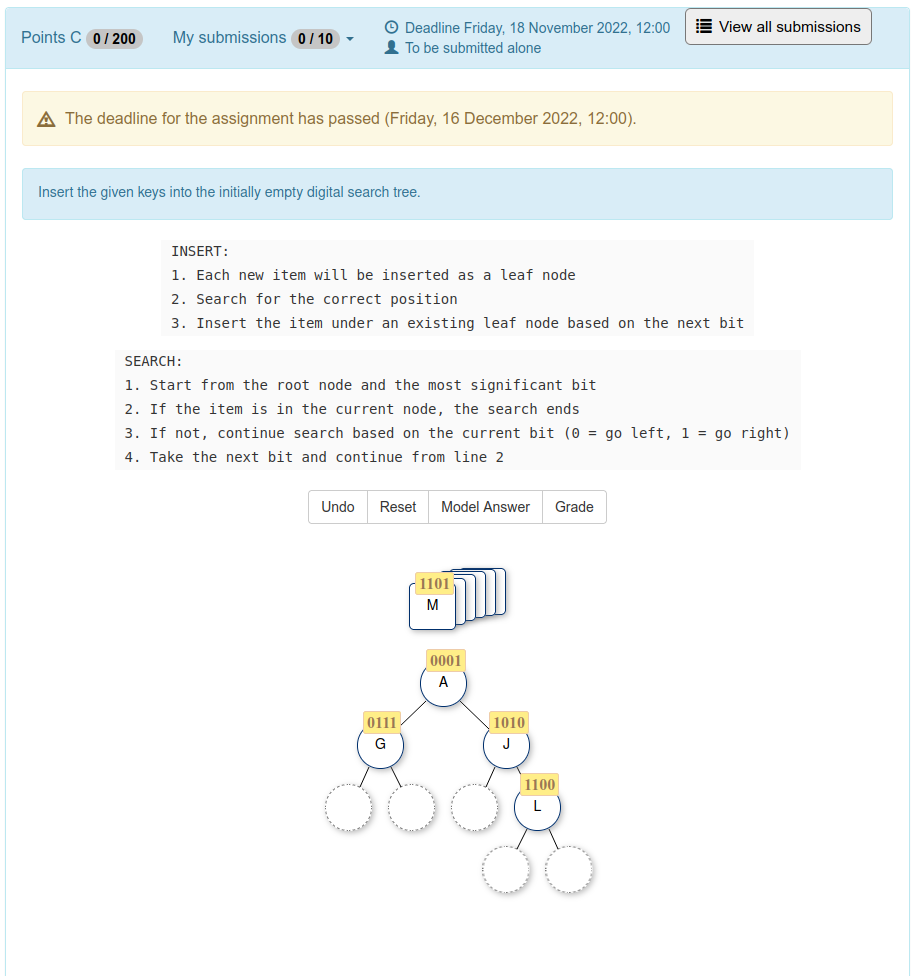 Points C 0 / 200 My submissions 0 / 10 Deadline Friday, 18 November 2022, 12:00 View all submissions
To be submitted alone
The deadline for the assignment has passed (Friday, 16 December 2022, 12:00).
Insert the given keys into the initially empty digital search tree.
INSERT:
1. Each new item will be inserted as a leaf node
2. Search for the correct position
3. Insert the item under an existing leaf node based on the next bit
SEARCH:
1. Start from the root node and the most significant bit
2. If the item is in the current node, the search ends
3. If not, continue search based on the current bit (0 = go left, 1 = go right)
4. Take the next bit and continue from line 2
Undo Reset Model Answer Grade
1101
M
0001
A
0111 1010
G J
1100
L